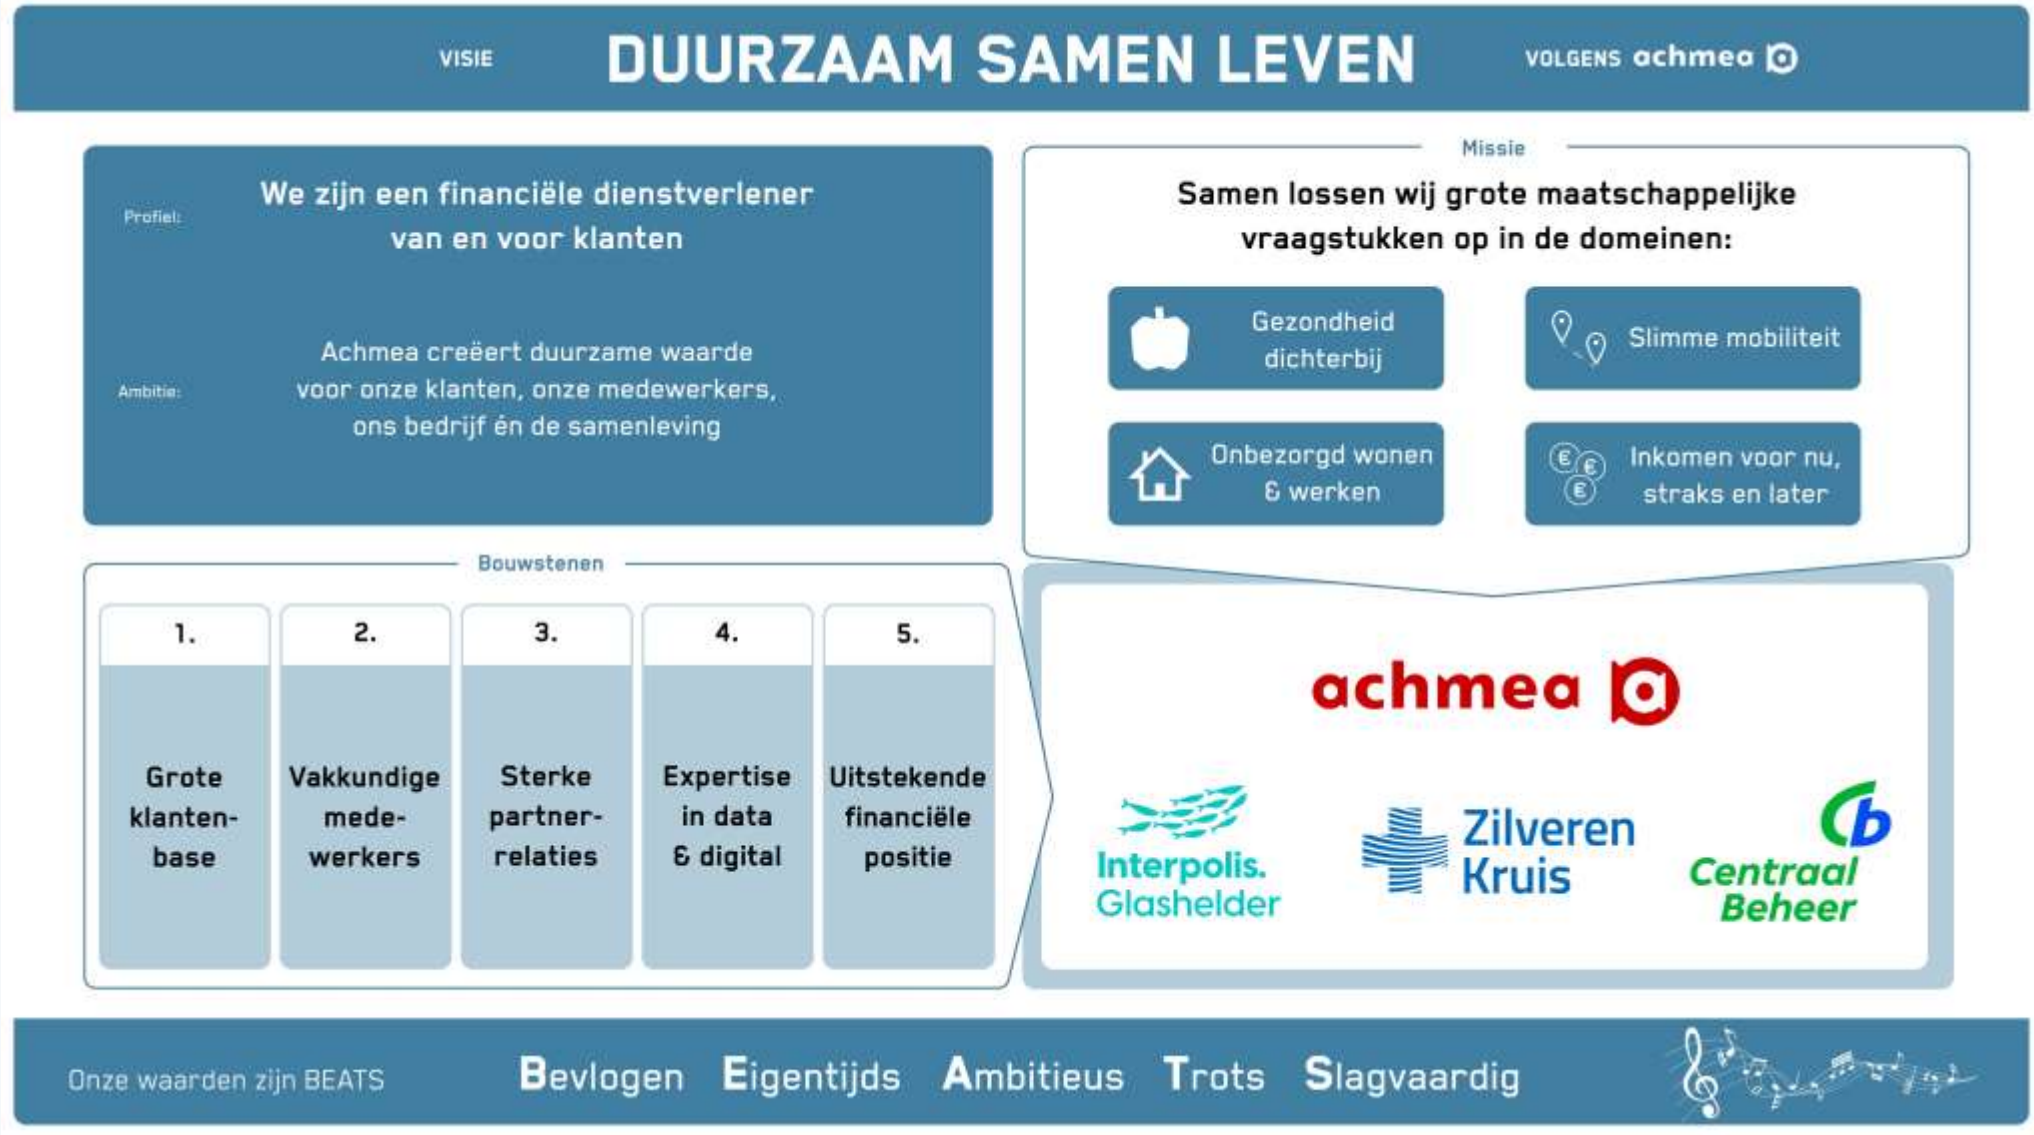 VISIE
DUURZAAM SAMEN LEVEN
VOLGENS achmea
Profiel:
We zijn een financiële dienstverlener
van en voor klanten
Ambitie:
Achmea creëert duurzame waarde
voor onze klanten, onze medewerkers,
ons bedrijf én de samenleving
Missie
Samen lossen wij grote maatschappelijke
vraagstukken op in de domeinen:
Gezondheid
dichterbij
Slimme mobiliteit
Onbezorgd wonen
& werken
€ € €
Inkomen voor nu,
straks en later
Bouwstenen
1.
Grote
klanten-
base
2.
Vakkundige
mede-
werkers
3.
Sterke
partner-
relaties
4.
Expertise
in data
& digital
5.
Uitstekende
financiële
positie
achmea
Interpolis.
Glashelder
Zilveren
Kruis
Cb
Centraal
Beheer
Onze waarden zijn BEATS
Bevlogen Eigentijds Ambitieus Trots Slagvaardig